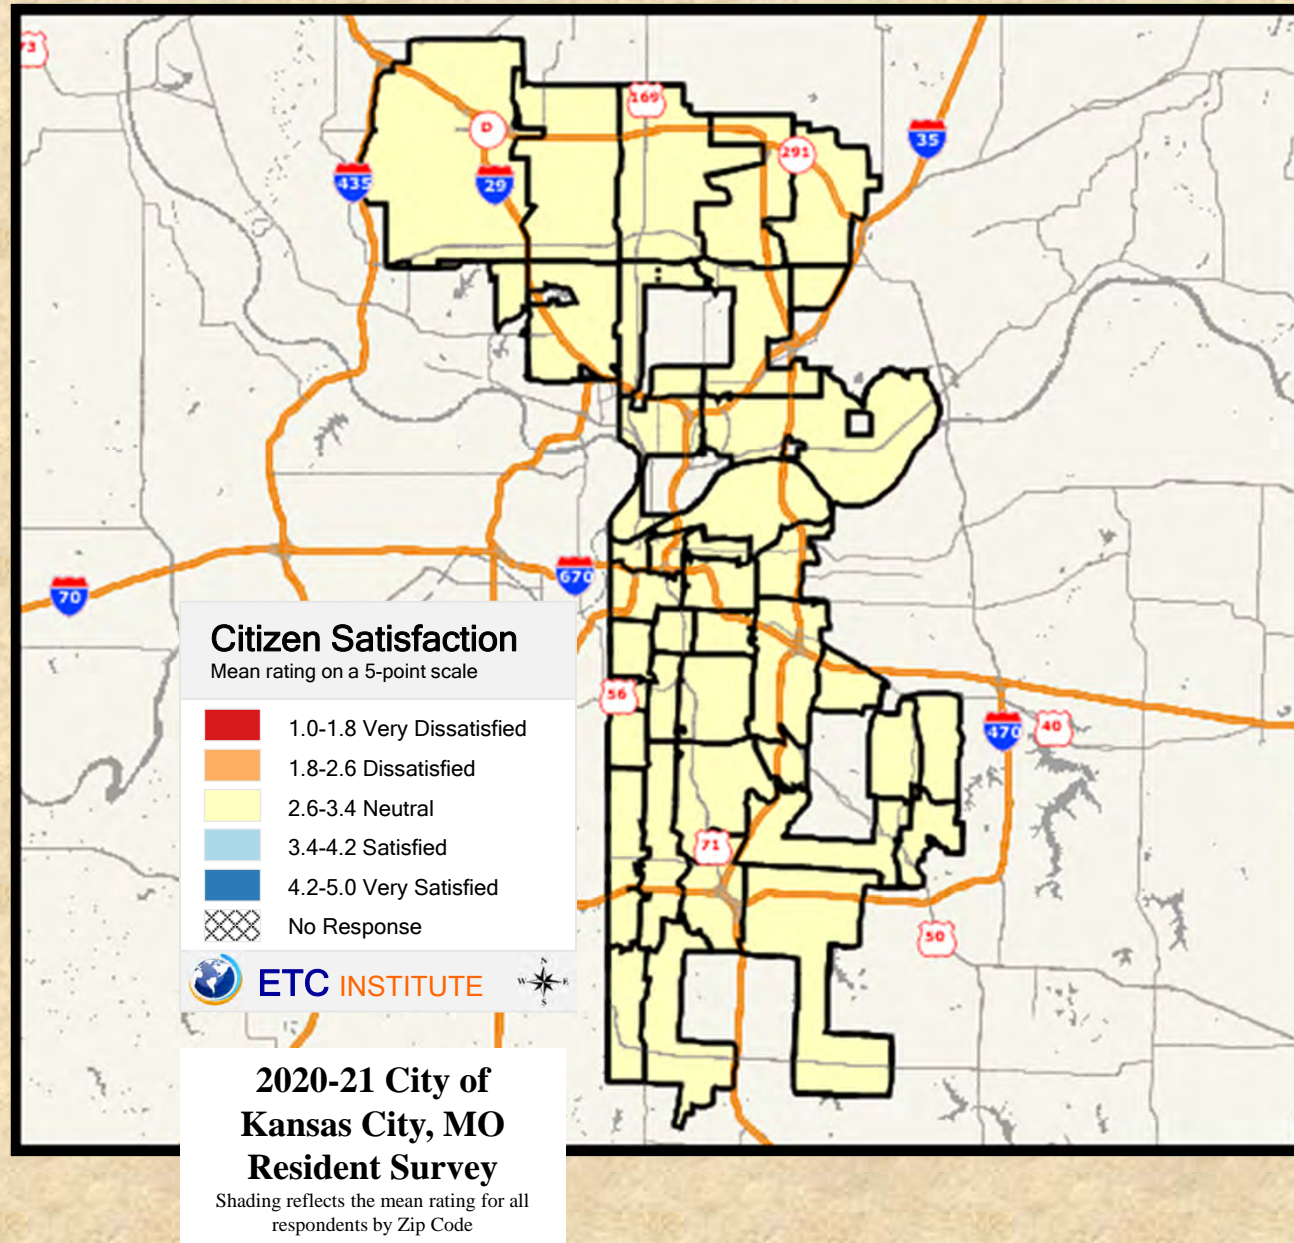 73
169
D
291
35
435
29
70
670
56
470
40
71
50
Citizen Satisfaction
Mean rating on a 5-point scale
1.0-1.8 Very Dissatisfied
1.8-2.6 Dissatisfied
2.6-3.4 Neutral
3.4-4.2 Satisfied
4.2-5.0 Very Satisfied
No Response
ETC INSTITUTE
N
W E
S
2020-21 City of
Kansas City, MO
Resident Survey
Shading reflects the mean rating for all
respondents by Zip Code